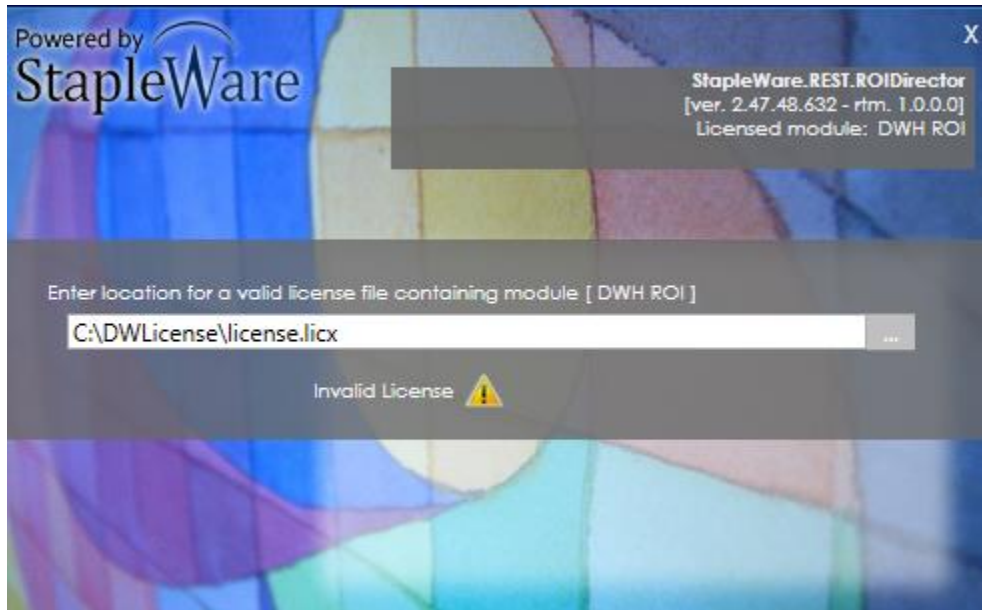 Powered by
StapleWare
X
StapleWare.REST.ROIDirector
[ver. 2.47.48.632 - rtm. 1.0.0.0]
Licensed module: DWH ROI
Enter location for a valid license file containing module [ DWH ROI ]
C:\DWLicense\license.licx
...
Invalid License